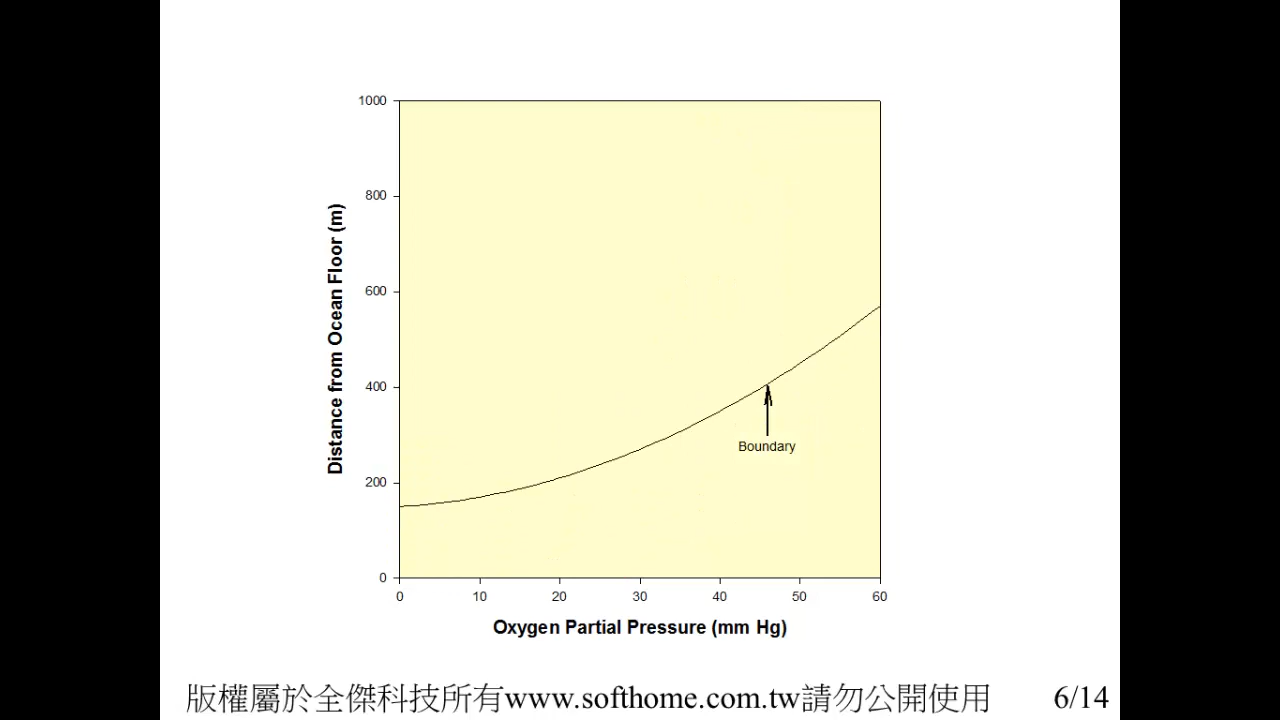 1000
800
600
400
200
0
Distance from Ocean Floor (m)
Boundary
0 10 20 30 40 50 60
Oxygen Partial Pressure (mm Hg)
版權屬於全傑科技所有www.softhome.com.tw請勿公開使用 6/14